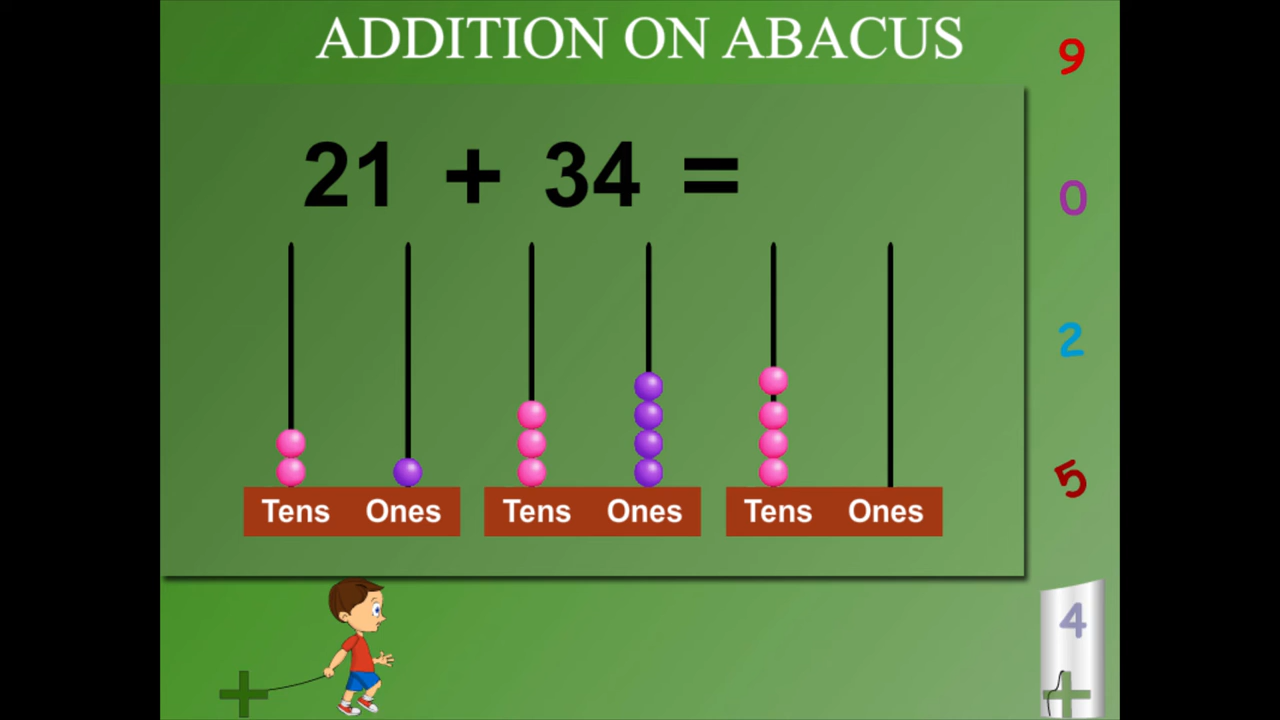 ADDITION ON ABACUS
9
21 + 34 =
0
2
5
Tens Ones Tens Ones Tens Ones
4
+ +